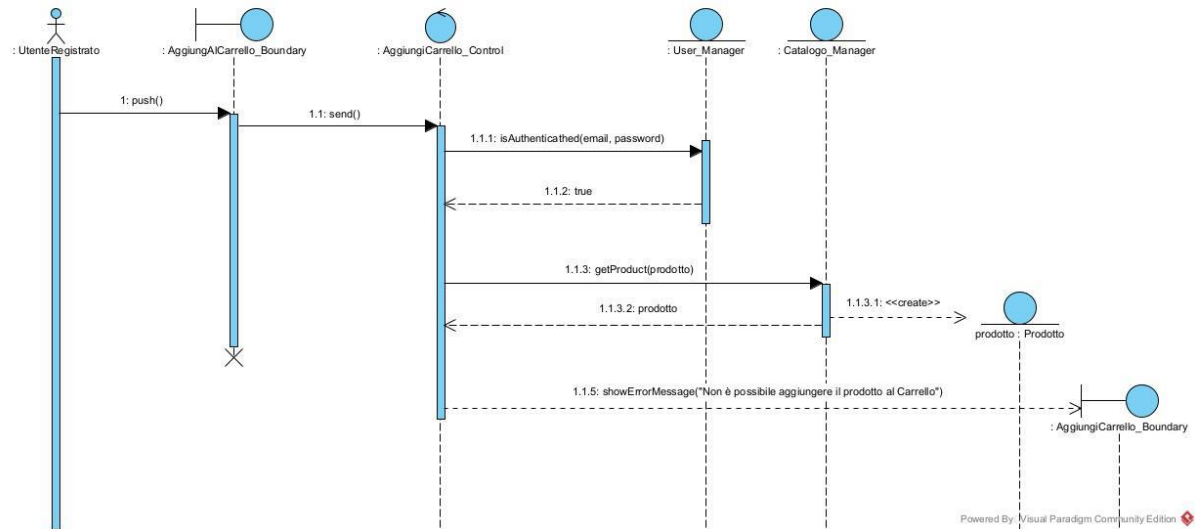 : UtenteRegistrato
: AggiungAlCarrello_Boundary
: AggiungiCarrello_Control
: User_Manager
: Catalogo_Manager
1: push()
1.1: send()
1.1.1: isAuthenticathed(email, password)
1.1.2: true
1.1.3: getProduct(prodotto)
1.1.3.1: <<create>>
1.1.3.2: prodotto
prodotto : Prodotto
1.1.5: showErrorMessage("Non è possibile aggiungere il prodotto al Carrello")
: AggiungiCarrello_Boundary
Powered By Visual Paradigm Community Edition